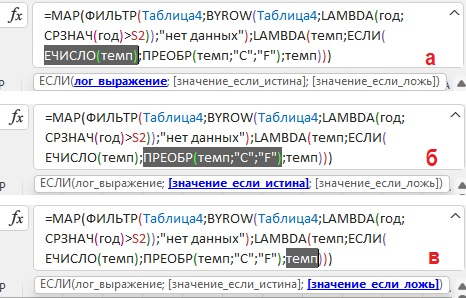 =MAP(ФИЛЬТР(Таблица4;BYROW(Таблица4;LAMBDA(год;
СРЗНАЧ(год)>S2));"нет данных");LAMBDA(темп;ЕСЛИ(
ЕЧИСЛО(темп);ПРЕОБР(темп;"C";"F");темп)))
а
ЕСЛИ(лог_выражение; [значение_если_истина]; [значение_если_ложь])
fx
=MAP(ФИЛЬТР(Таблица4;BYROW(Таблица4;LAMBDA(год;
СРЗНАЧ(год)>S2));"нет данных");LAMBDA(темп;ЕСЛИ(
ЕЧИСЛО(темп);ПРЕОБР(темп;"C";"F");темп)))
б
ЕСЛИ(лог_выражение; [значение_если_истина]; [значение_если_ложь])
fx
=MAP(ФИЛЬТР(Таблица4;BYROW(Таблица4;LAMBDA(год;
СРЗНАЧ(год)>S2));"нет данных");LAMBDA(темп;ЕСЛИ(
ЕЧИСЛО(темп);ПРЕОБР(темп;"C";"F");темп)))
в
ЕСЛИ(лог_выражение; [значение_если_истина]; [значение_если_ложь])
fx